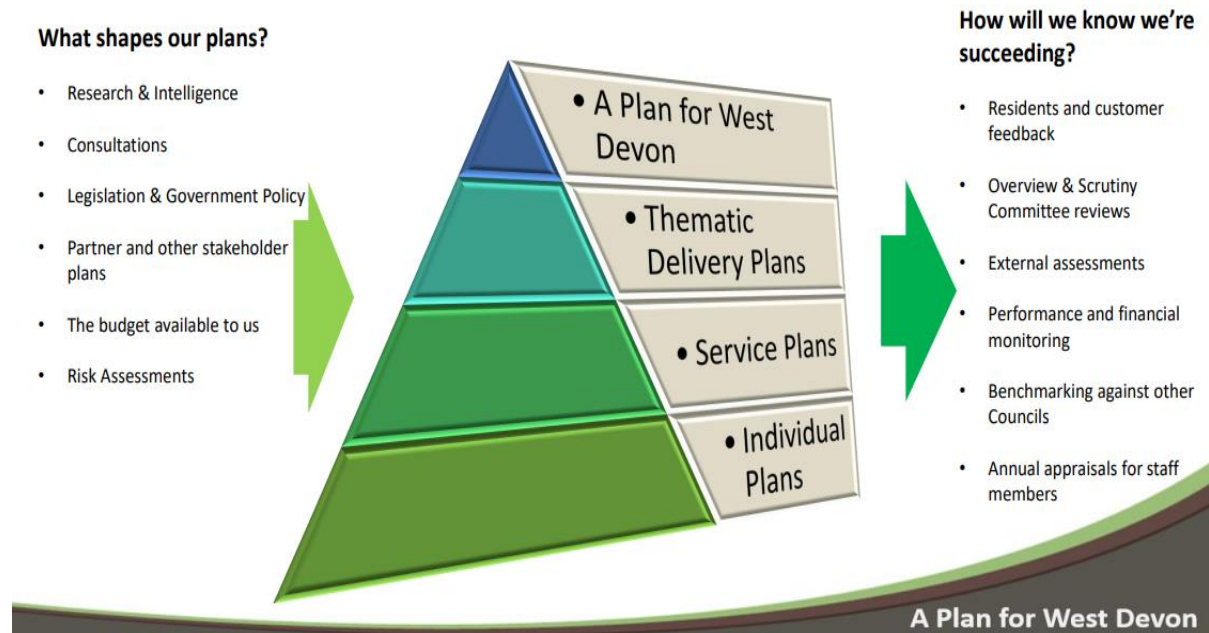 What shapes our plans?
• Research & Intelligence
• Consultations
• Legislation & Government Policy
• Partner and other stakeholder
plans
• The budget available to us
• Risk Assessments
• A Plan for West
Devon
• Thematic
Delivery Plans
• Service Plans
• Individual
Plans
How will we know we’re
succeeding?
• Residents and customer
feedback
• Overview & Scrutiny
Committee reviews
• External assessments
• Performance and financial
monitoring
• Benchmarking against other
Councils
• Annual appraisals for staff
members
A Plan for West Devon